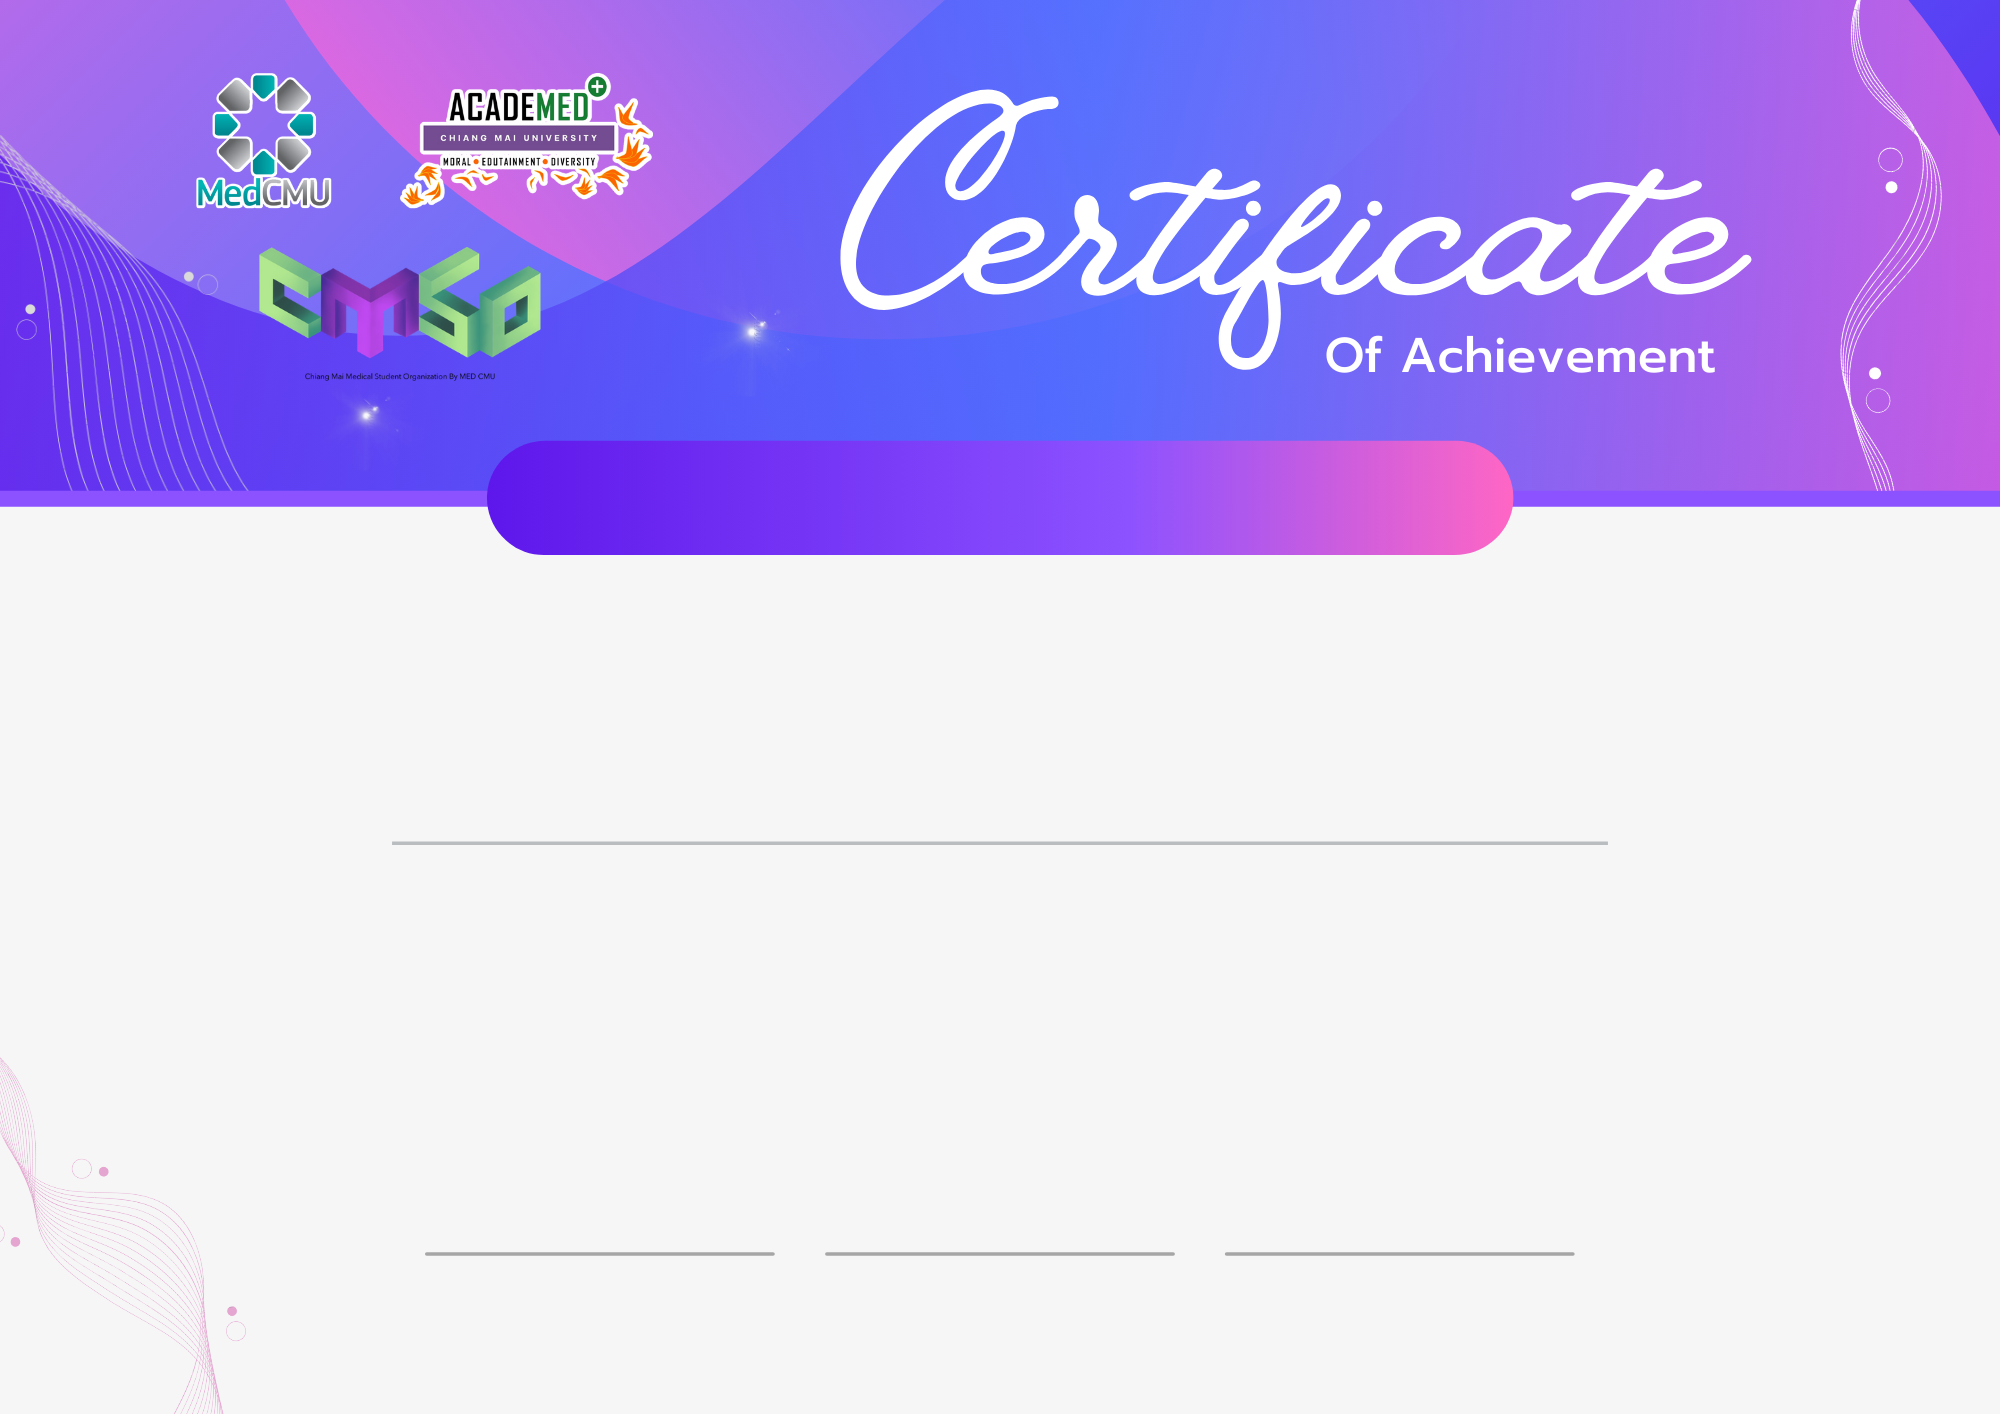 ACADEMED
CHIANG MAI UNIVERSITY
MORAL • EDUTAINMENT • DIVERSITY
MedCMU
CMSO
Chiang Mai Medical Student Organization By MED CMU
Certificate
Of Achievement